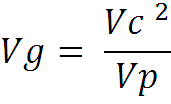 Vg = Vc ² / Vp